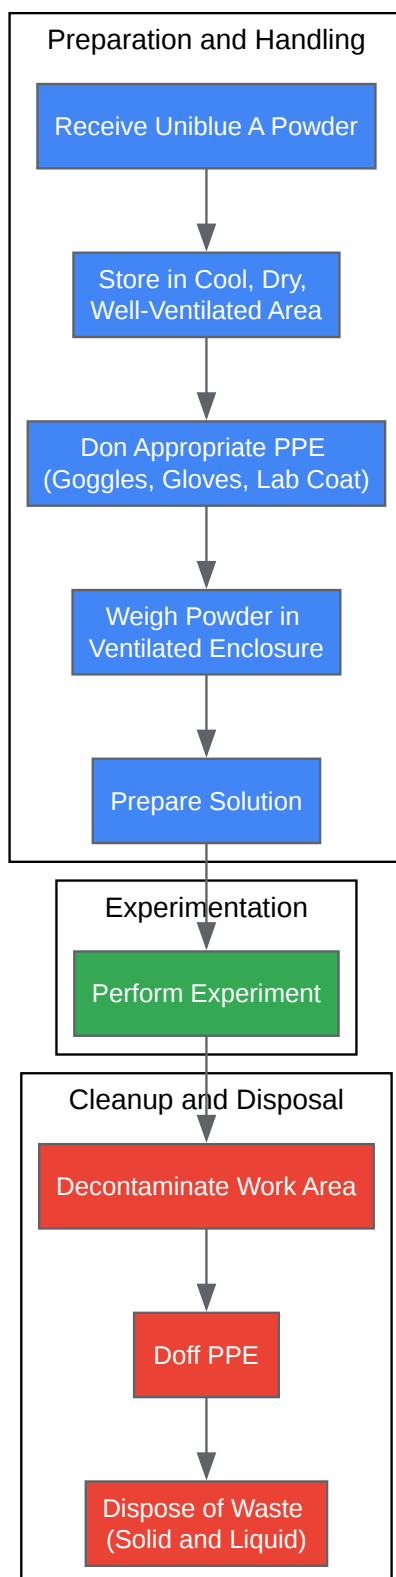 Preparation and Handling
Receive Uniblue A Powder
Store in Cool, Dry,
Well-Ventilated Area
Don Appropriate PPE
(Goggles, Gloves, Lab Coat)
Weigh Powder in
Ventilated Enclosure
Prepare Solution
Experimentation
Perform Experiment
Cleanup and Disposal
Decontaminate Work Area
Doff PPE
Dispose of Waste
(Solid and Liquid)